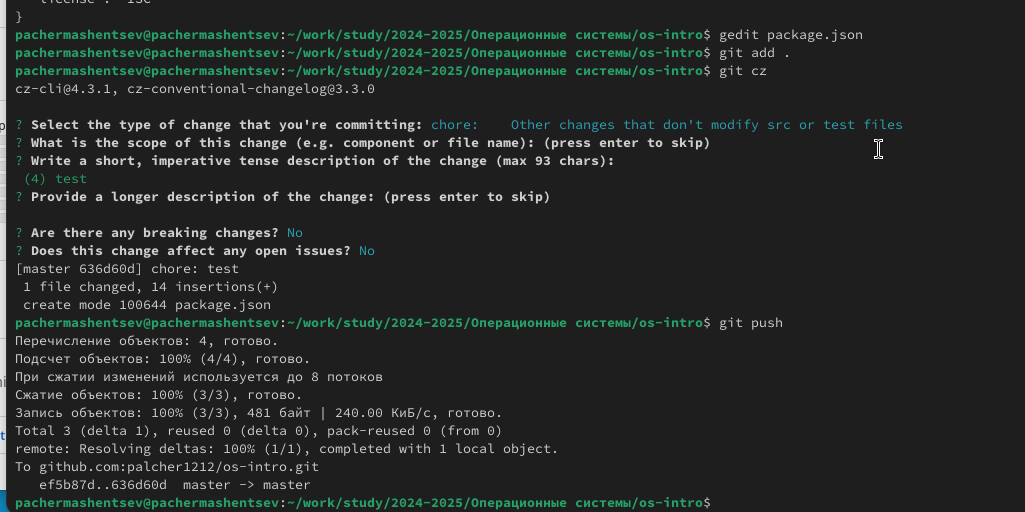 }
pachermashentsev@pachermashentsev:~/work/study/2024-2025/Операционные системы/os-intro$ gedit package.json
pachermashentsev@pachermashentsev:~/work/study/2024-2025/Операционные системы/os-intro$ git add .
pachermashentsev@pachermashentsev:~/work/study/2024-2025/Операционные системы/os-intro$ git cz
cz-cli@4.3.1, cz-conventional-changelog@3.3.0
? Select the type of change that you're committing: chore:    Other changes that don't modify src or test files
? What is the scope of this change (e.g. component or file name): (press enter to skip)
? Write a short, imperative tense description of the change (max 93 chars):
(4) test
? Provide a longer description of the change: (press enter to skip)
? Are there any breaking changes? No
? Does this change affect any open issues? No
[master 636d60d] chore: test
1 file changed, 14 insertions(+)
create mode 100644 package.json
pachermashentsev@pachermashentsev:~/work/study/2024-2025/Операционные системы/os-intro$ git push
Перечисление объектов: 4, готово.
Подсчет объектов: 100% (4/4), готово.
При сжатии изменений используется до 8 потоков
Сжатие объектов: 100% (3/3), готово.
Запись объектов: 100% (3/3), 481 байт | 240.00 КиБ/с, готово.
Total 3 (delta 1), reused 0 (delta 0), pack-reused 0 (from 0)
remote: Resolving deltas: 100% (1/1), completed with 1 local object.
To github.com:palcher1212/os-intro.git
ef5b87d..636d60d  master -> master
pachermashentsev@pachermashentsev:~/work/study/2024-2025/Операционные системы/os-intro$